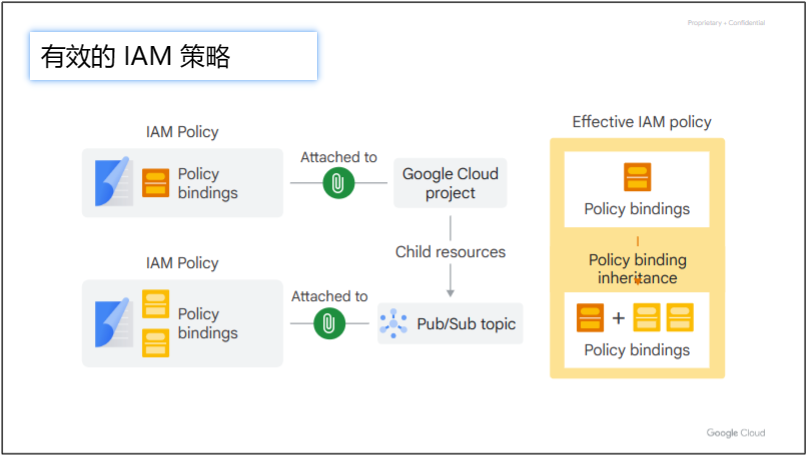 Proprietary + Confidential
有效的 IAM 策略
IAM Policy
Policy
bindings
Attached to
Google Cloud
project
Child resources
IAM Policy
Policy
bindings
Attached to
Pub/Sub topic
Effective IAM policy
Policy bindings
Policy binding
inheritance
+
Policy bindings
Google Cloud